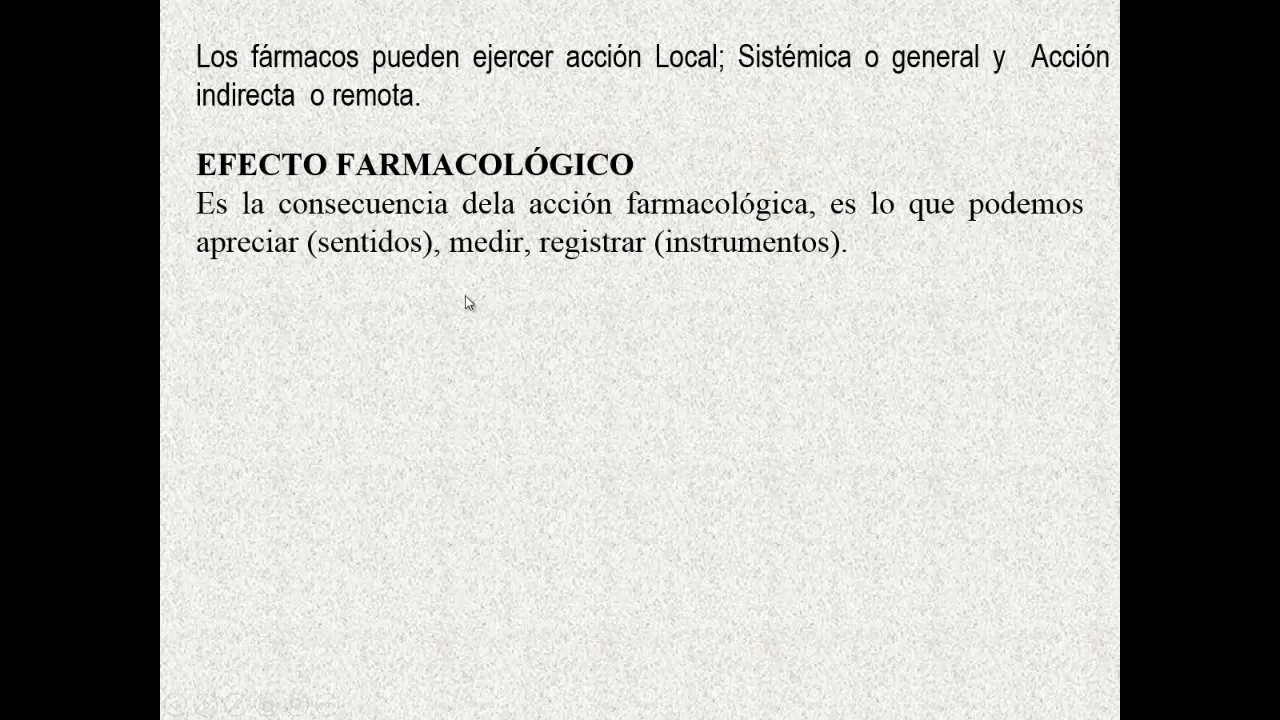 Los fármacos pueden ejercer acción Local; Sistémica o general y Acción
indirecta o remota.
EFECTO FARMACOLÓGICO
Es la consecuencia dela acción farmacológica, es lo que podemos
apreciar (sentidos), medir, registrar (instrumentos).